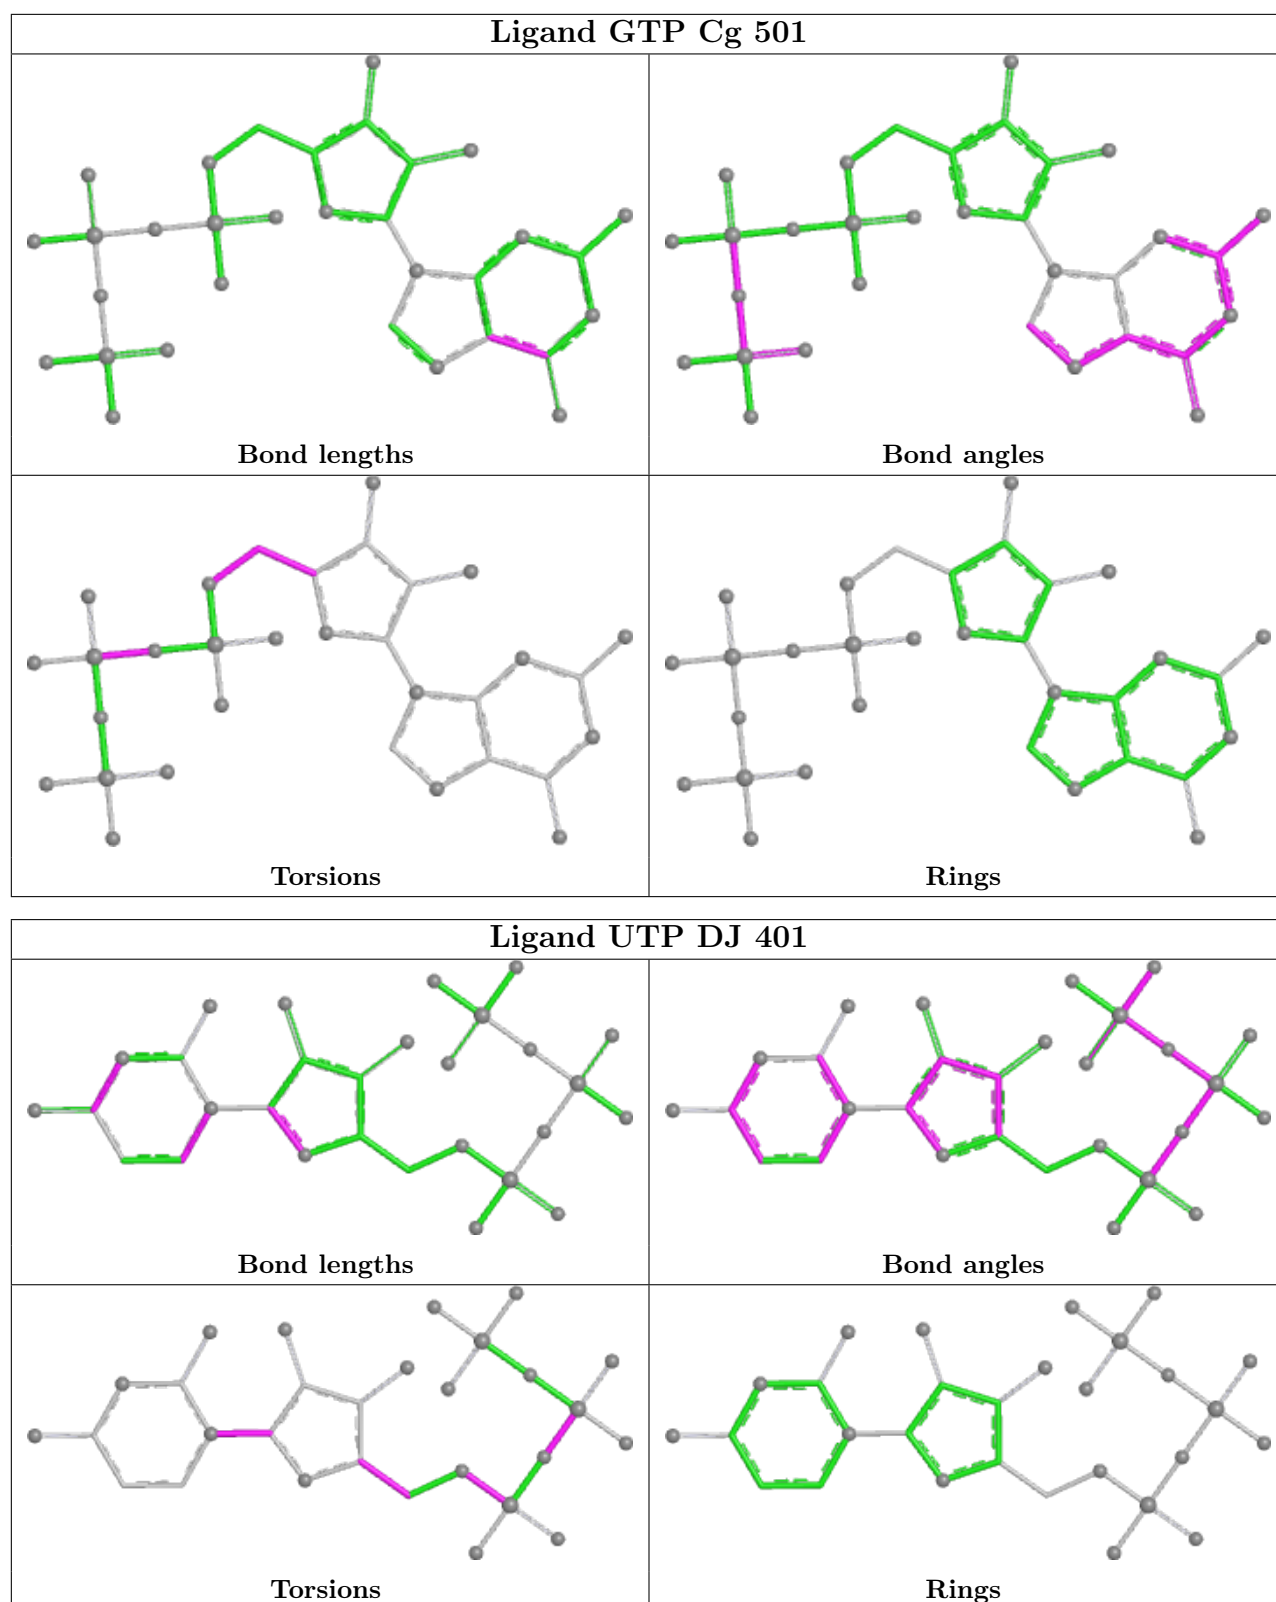 Ligand GTP Cg 501
Bond lengths
Bond angles
Torsions
Rings
Ligand UTP DJ 401
Bond lengths
Bond angles
Torsions
Rings